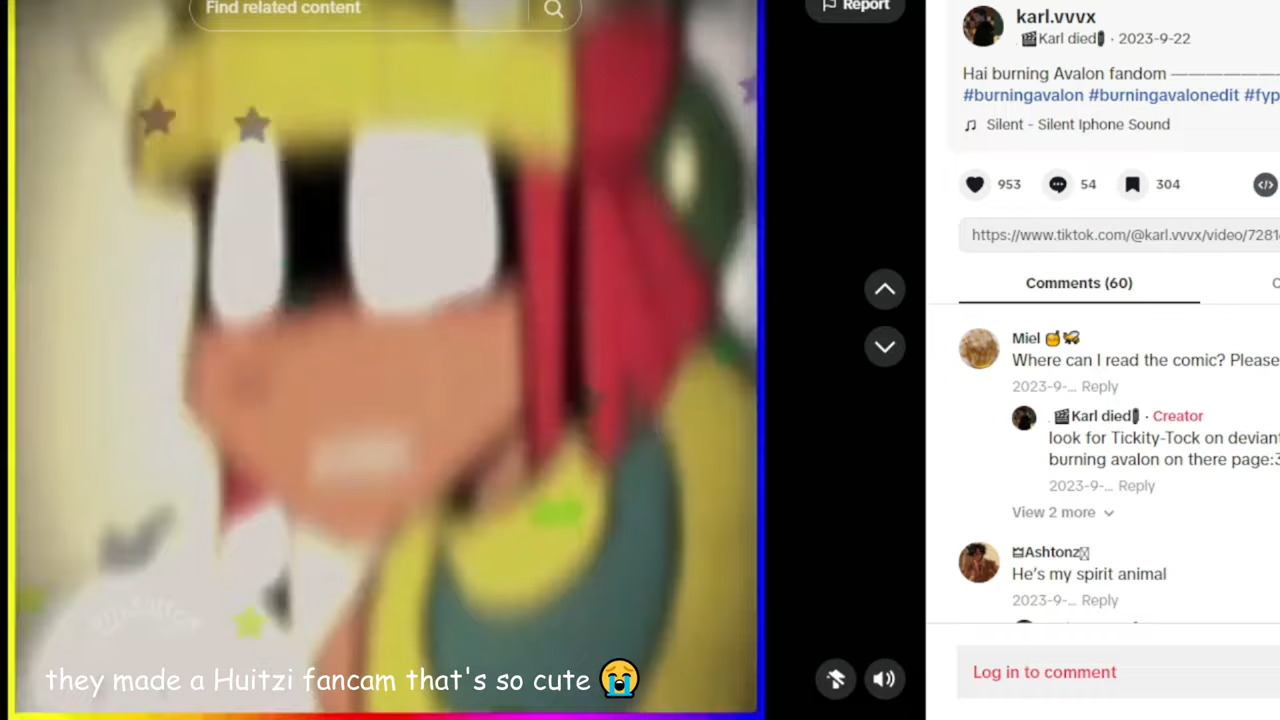 Find related content
Report
they made a Huitzi fancam that's so cute 😭
karl.vvvx
🎬Karl died · 2023-9-22
Hai burning Avalon fandom ——————
#burningavalon #burningavalonedit #fyp
Silent - Silent Iphone Sound
953
54
304
https://www.tiktok.com/@karl.vvvx/video/7281
Comments (60)
Miel 🍯🐝
Where can I read the comic? Please
2023-9-... Reply
🎬Karl died · Creator
look for Tickity-Tock on deviant
burning avalon on there page:3
2023-9-... Reply
View 2 more
Ashtonz
He's my spirit animal
2023-9-... Reply
Log in to comment